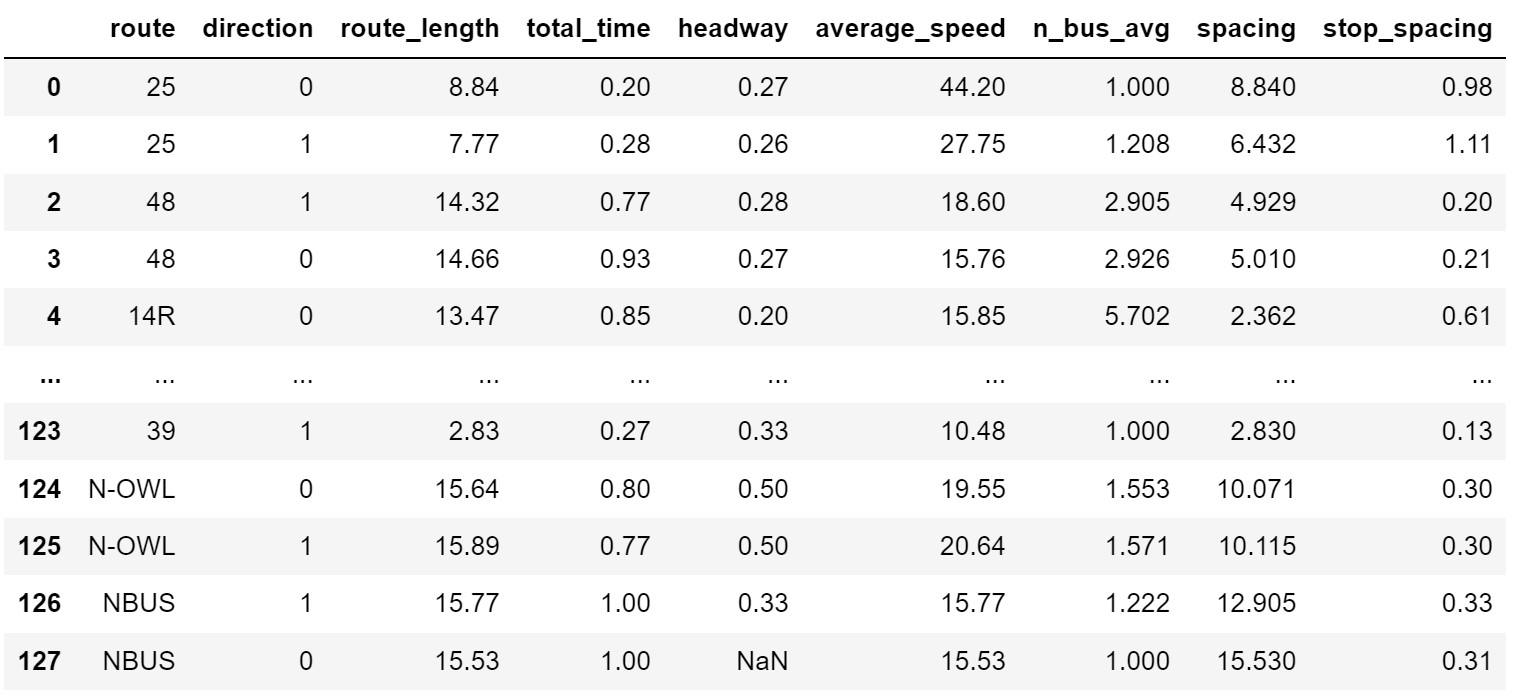 route direction route_length total_time headway average_speed n_bus_avg spacing stop_spacing
0 25 0 8.84 0.20 0.27 44.20 1.000 8.840 0.98
1 25 1 7.77 0.28 0.26 27.75 1.208 6.432 1.11
2 48 1 14.32 0.77 0.28 18.60 2.905 4.929 0.20
3 48 0 14.66 0.93 0.27 15.76 2.926 5.010 0.21
4 14R 0 13.47 0.85 0.20 15.85 5.702 2.362 0.61
... ... ... ... ... ... ... ... ... ...
123 39 1 2.83 0.27 0.33 10.48 1.000 2.830 0.13
124 N-OWL 0 15.64 0.80 0.50 19.55 1.553 10.071 0.30
125 N-OWL 1 15.89 0.77 0.50 20.64 1.571 10.115 0.30
126 NBUS 1 15.77 1.00 0.33 15.77 1.222 12.905 0.33
127 NBUS 0 15.53 1.00 NaN 15.53 1.000 15.530 0.31